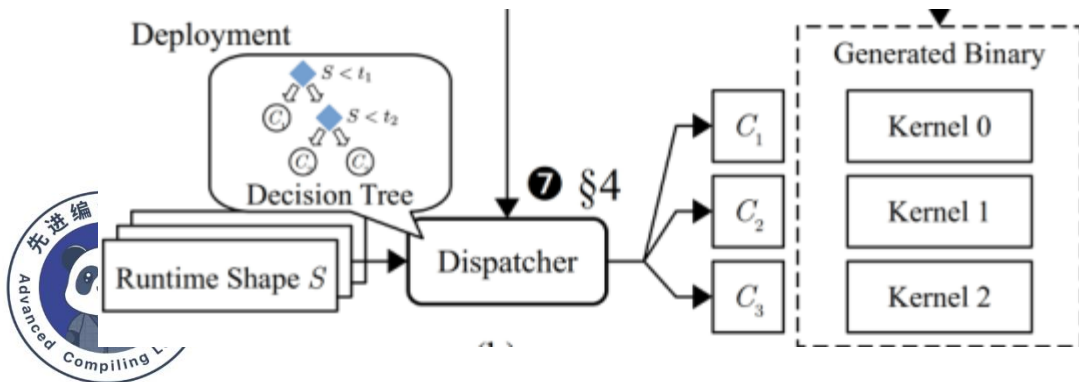 Deployment
S < t₁
C
S < t₂
C
C
Decision Tree
Runtime Shape S
❼ §4
Dispatcher
C₁
C₂
C₃
Generated Binary
Kernel 0
Kernel 1
Kernel 2
先进编
Advanced Compiling L